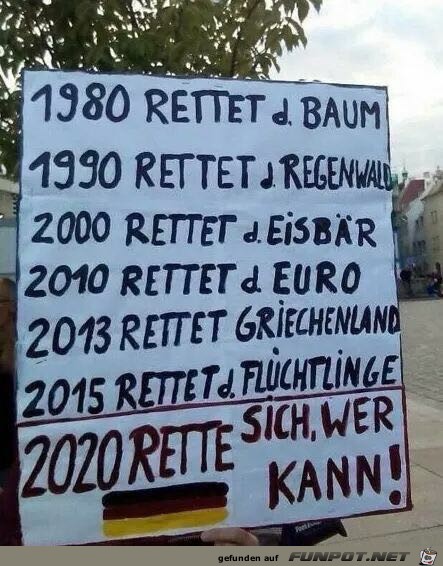 1980 RETTET d. BAUM
1990 RETTET d. REGENWALD
2000 RETTET d. EiSBÄR
2010 RETTET d. EURO
2013 RETTET GRiECHENLAND
2015 RETTET d. FLÜCHTLiNGE
2020 RETTE SiCH, WER
KANN!
gefunden auf FUNPOT.NET